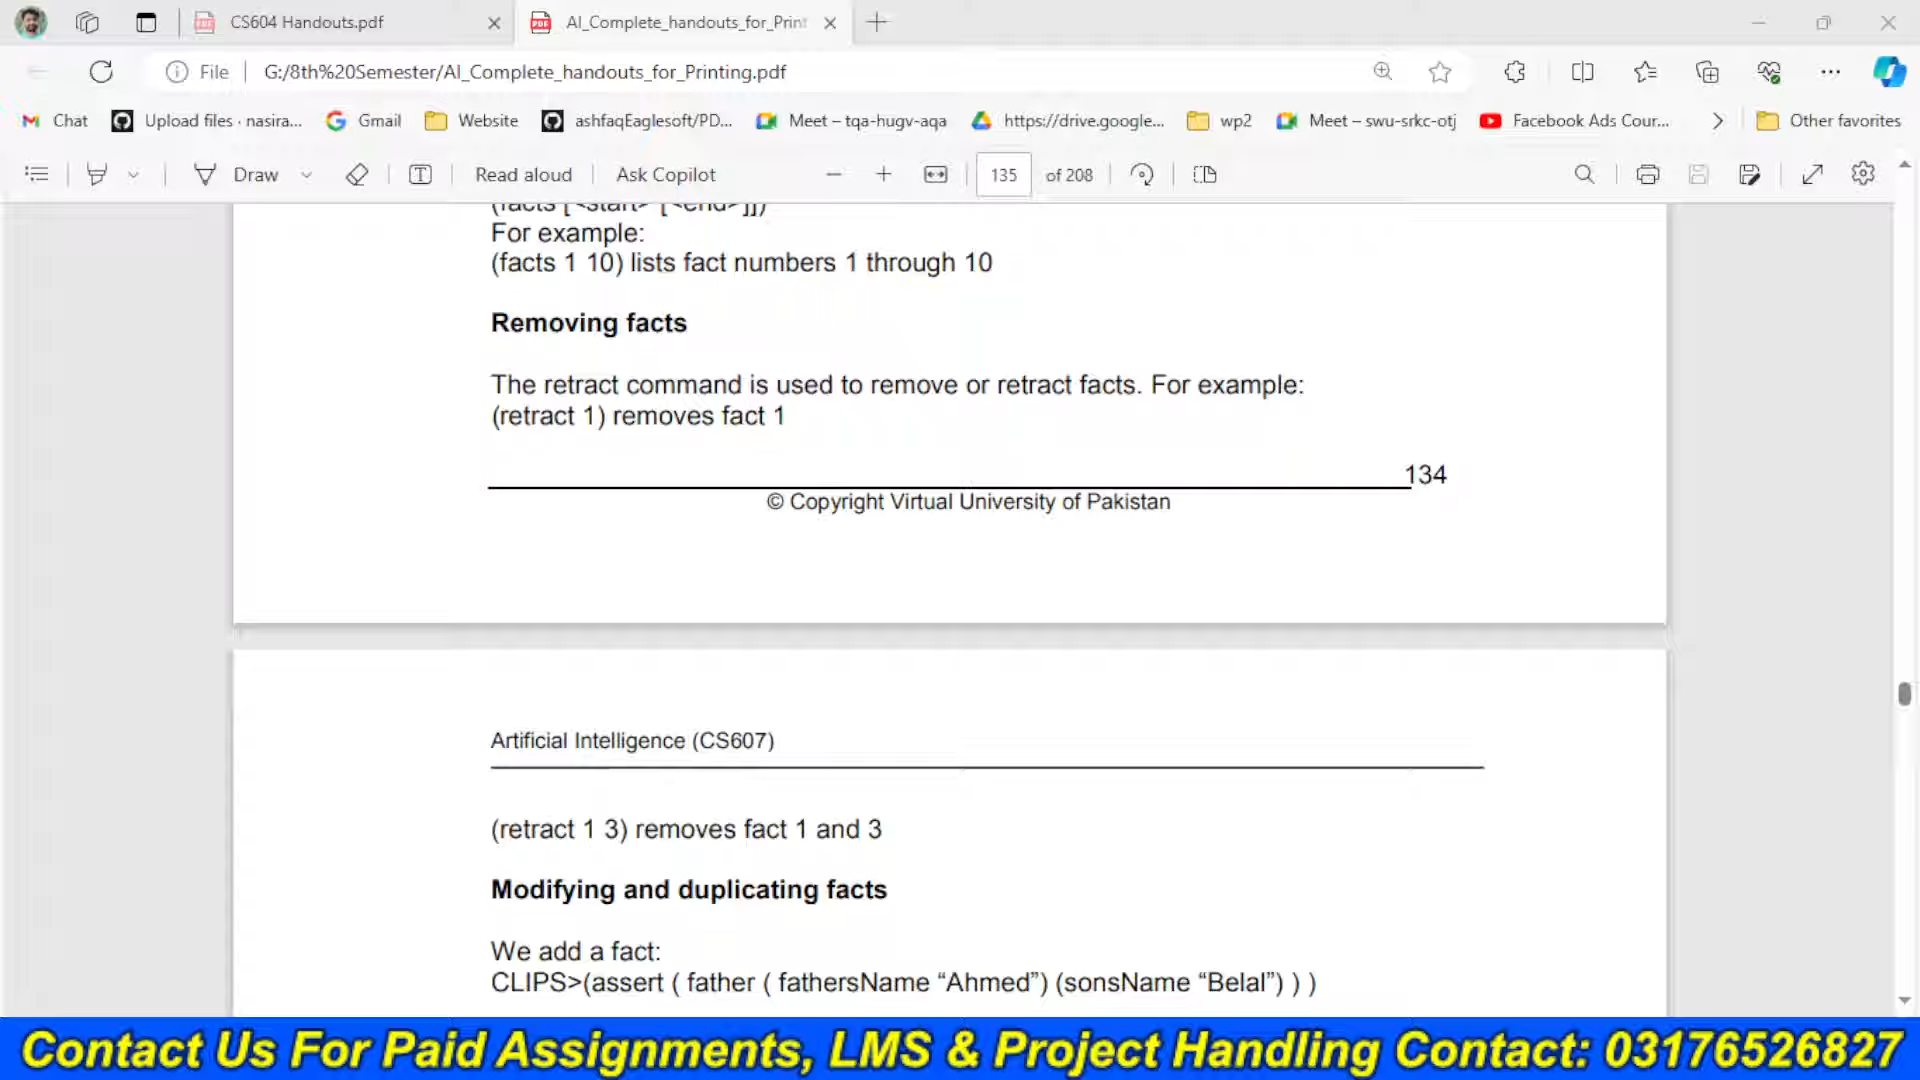 CS604 Handouts.pdf
AI_Complete_handouts_for_Print
File
G:/8th%20Semester/AI_Complete_handouts_for_Printing.pdf
Chat
Upload files · nasira...
Gmail
Website
ashfaqEaglesoft/PD...
Meet – tqa-hugv-aqa
https://drive.google...
wp2
Meet – swu-srkc-otj
Facebook Ads Cour...
Other favorites
Draw
Read aloud
Ask Copilot
135 of 208
(facts [<start> [<end>]])
For example:
(facts 1 10) lists fact numbers 1 through 10
Removing facts
The retract command is used to remove or retract facts. For example:
(retract 1) removes fact 1
134
© Copyright Virtual University of Pakistan
Artificial Intelligence (CS607)
(retract 1 3) removes fact 1 and 3
Modifying and duplicating facts
We add a fact:
CLIPS>(assert ( father ( fathersName “Ahmed”) (sonsName “Belal”) ) )
Contact Us For Paid Assignments, LMS & Project Handling Contact: 03176526827